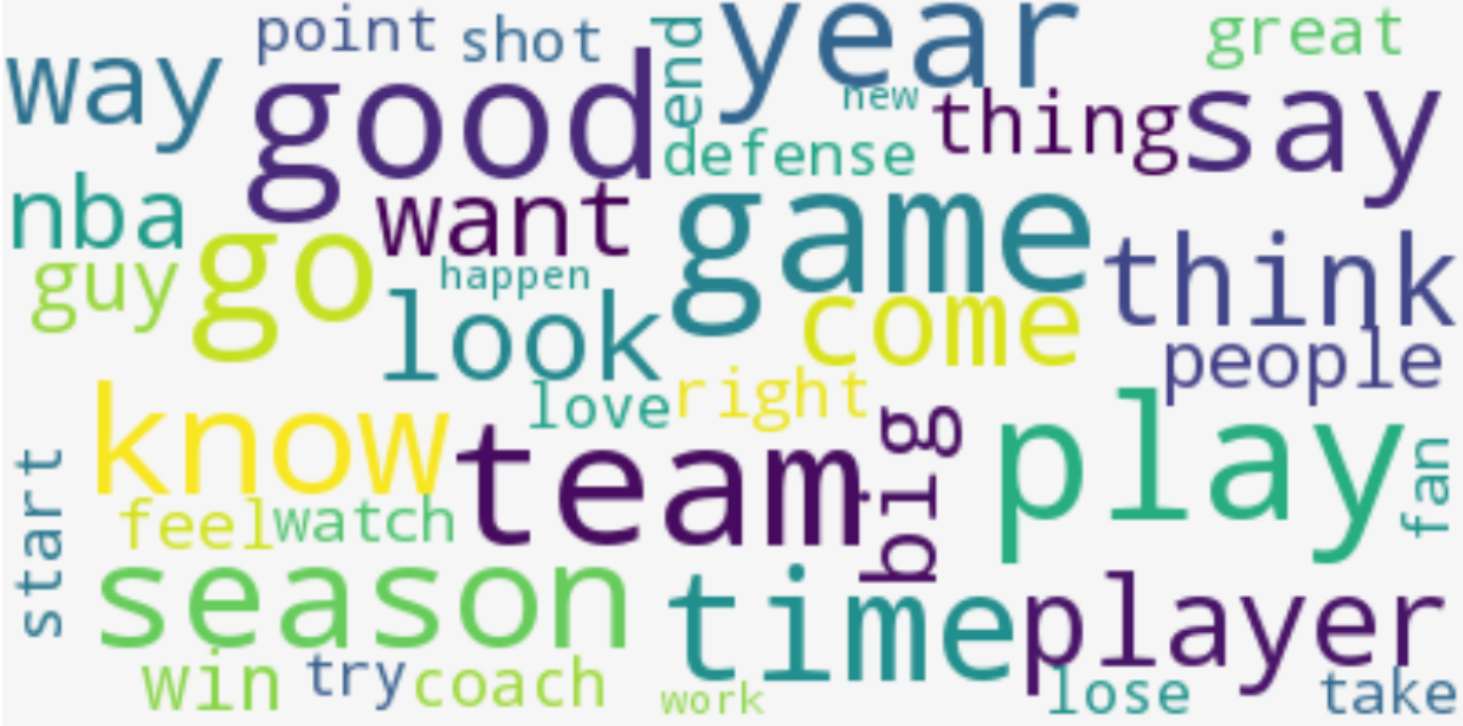 point shot end year great
way good new thing say
defense
nba want game
guy go happen think
look come people
love right
know team big play fan
start feel watch
season time player
win try coach work lose take